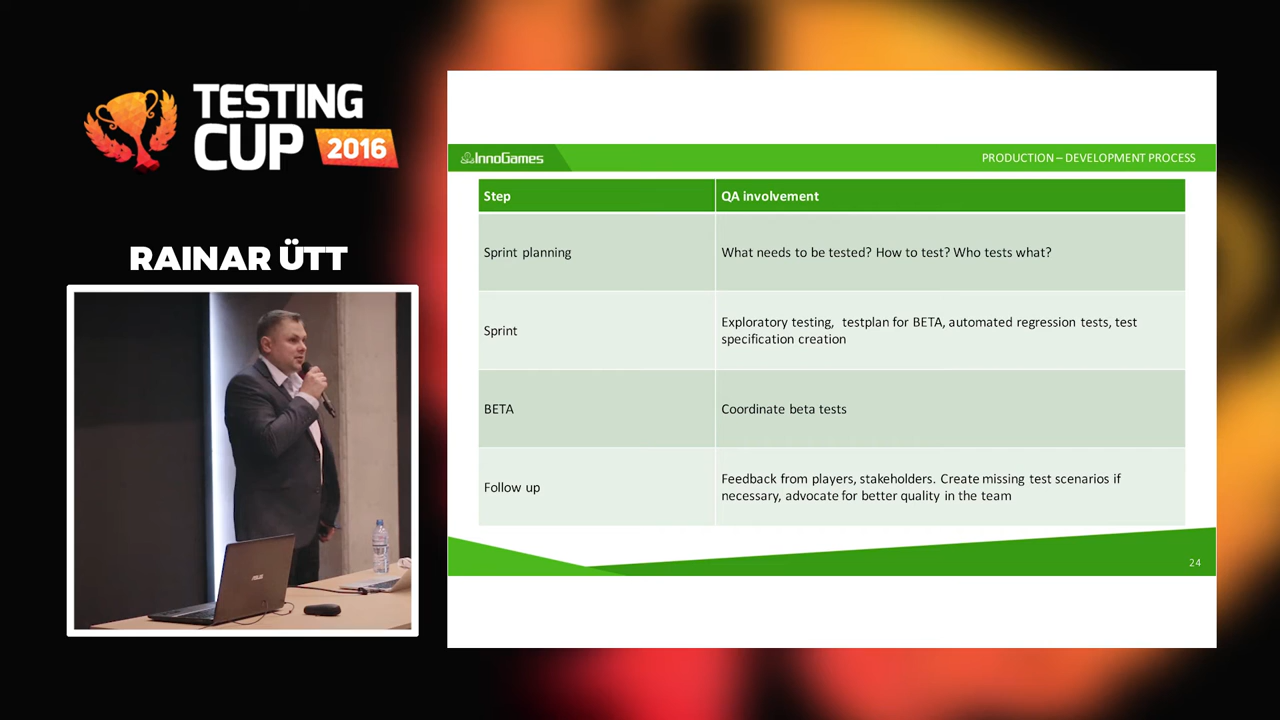 TESTING
CUP 2016
RAINAR ÜTT
ASUS
InnoGames
PRODUCTION – DEVELOPMENT PROCESS
Step
QA involvement
Sprint planning
What needs to be tested? How to test? Who tests what?
Sprint
Exploratory testing, testplan for BETA, automated regression tests, test
specification creation
BETA
Coordinate beta tests
Follow up
Feedback from players, stakeholders. Create missing test scenarios if
necessary, advocate for better quality in the team
24